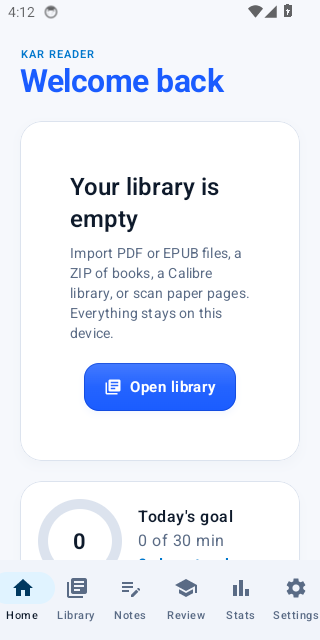 4:12
KAR READER
Welcome back
Your library is
empty
Import PDF or EPUB files, a
ZIP of books, a Calibre
library, or scan paper pages.
Everything stays on this
device.
Open library
0
Today's goal
0 of 30 min
Home
Library
Notes
Review
Stats
Settings